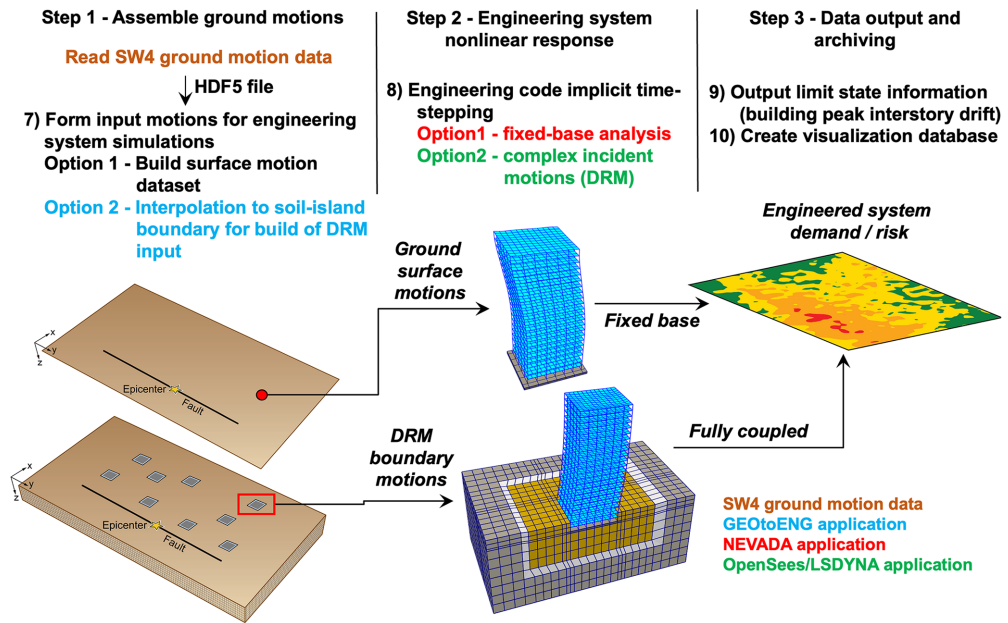 Step 1 - Assemble ground motions
Read SW4 ground motion data
HDF5 file
7) Form input motions for engineering
system simulations
Option 1 - Build surface motion
dataset
Option 2 - Interpolation to soil-island
boundary for build of DRM
input
Step 2 - Engineering system
nonlinear response
8) Engineering code implicit time-
stepping
Option1 - fixed-base analysis
Option2 - complex incident
motions (DRM)
Step 3 - Data output and
archiving
9) Output limit state information
(building peak interstory drift)
10) Create visualization database
Ground
surface
motions
Fixed base
Engineered system
demand / risk
x
y
z
Epicenter
Fault
DRM
boundary
motions
Fully coupled
x
y
z
Epicenter
Fault
SW4 ground motion data
GEOtoENG application
NEVADA application
OpenSees/LSDYNA application